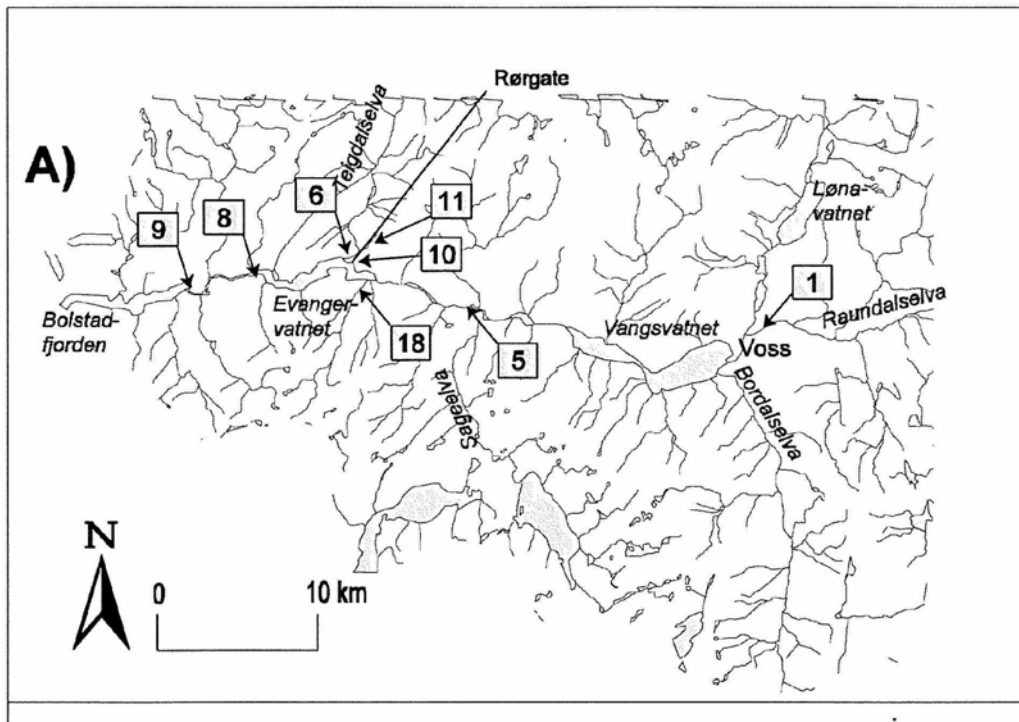 Rørgate
A)
Teigdalselva
Løna-
vatnet
6
11
9
8
10
1
Raundalselva
Bolstad-
fjorden
Evanger-
vatnet
18
5
Vangsvatnet
Voss
Bordalselva
Sageelva
N
0
10 km